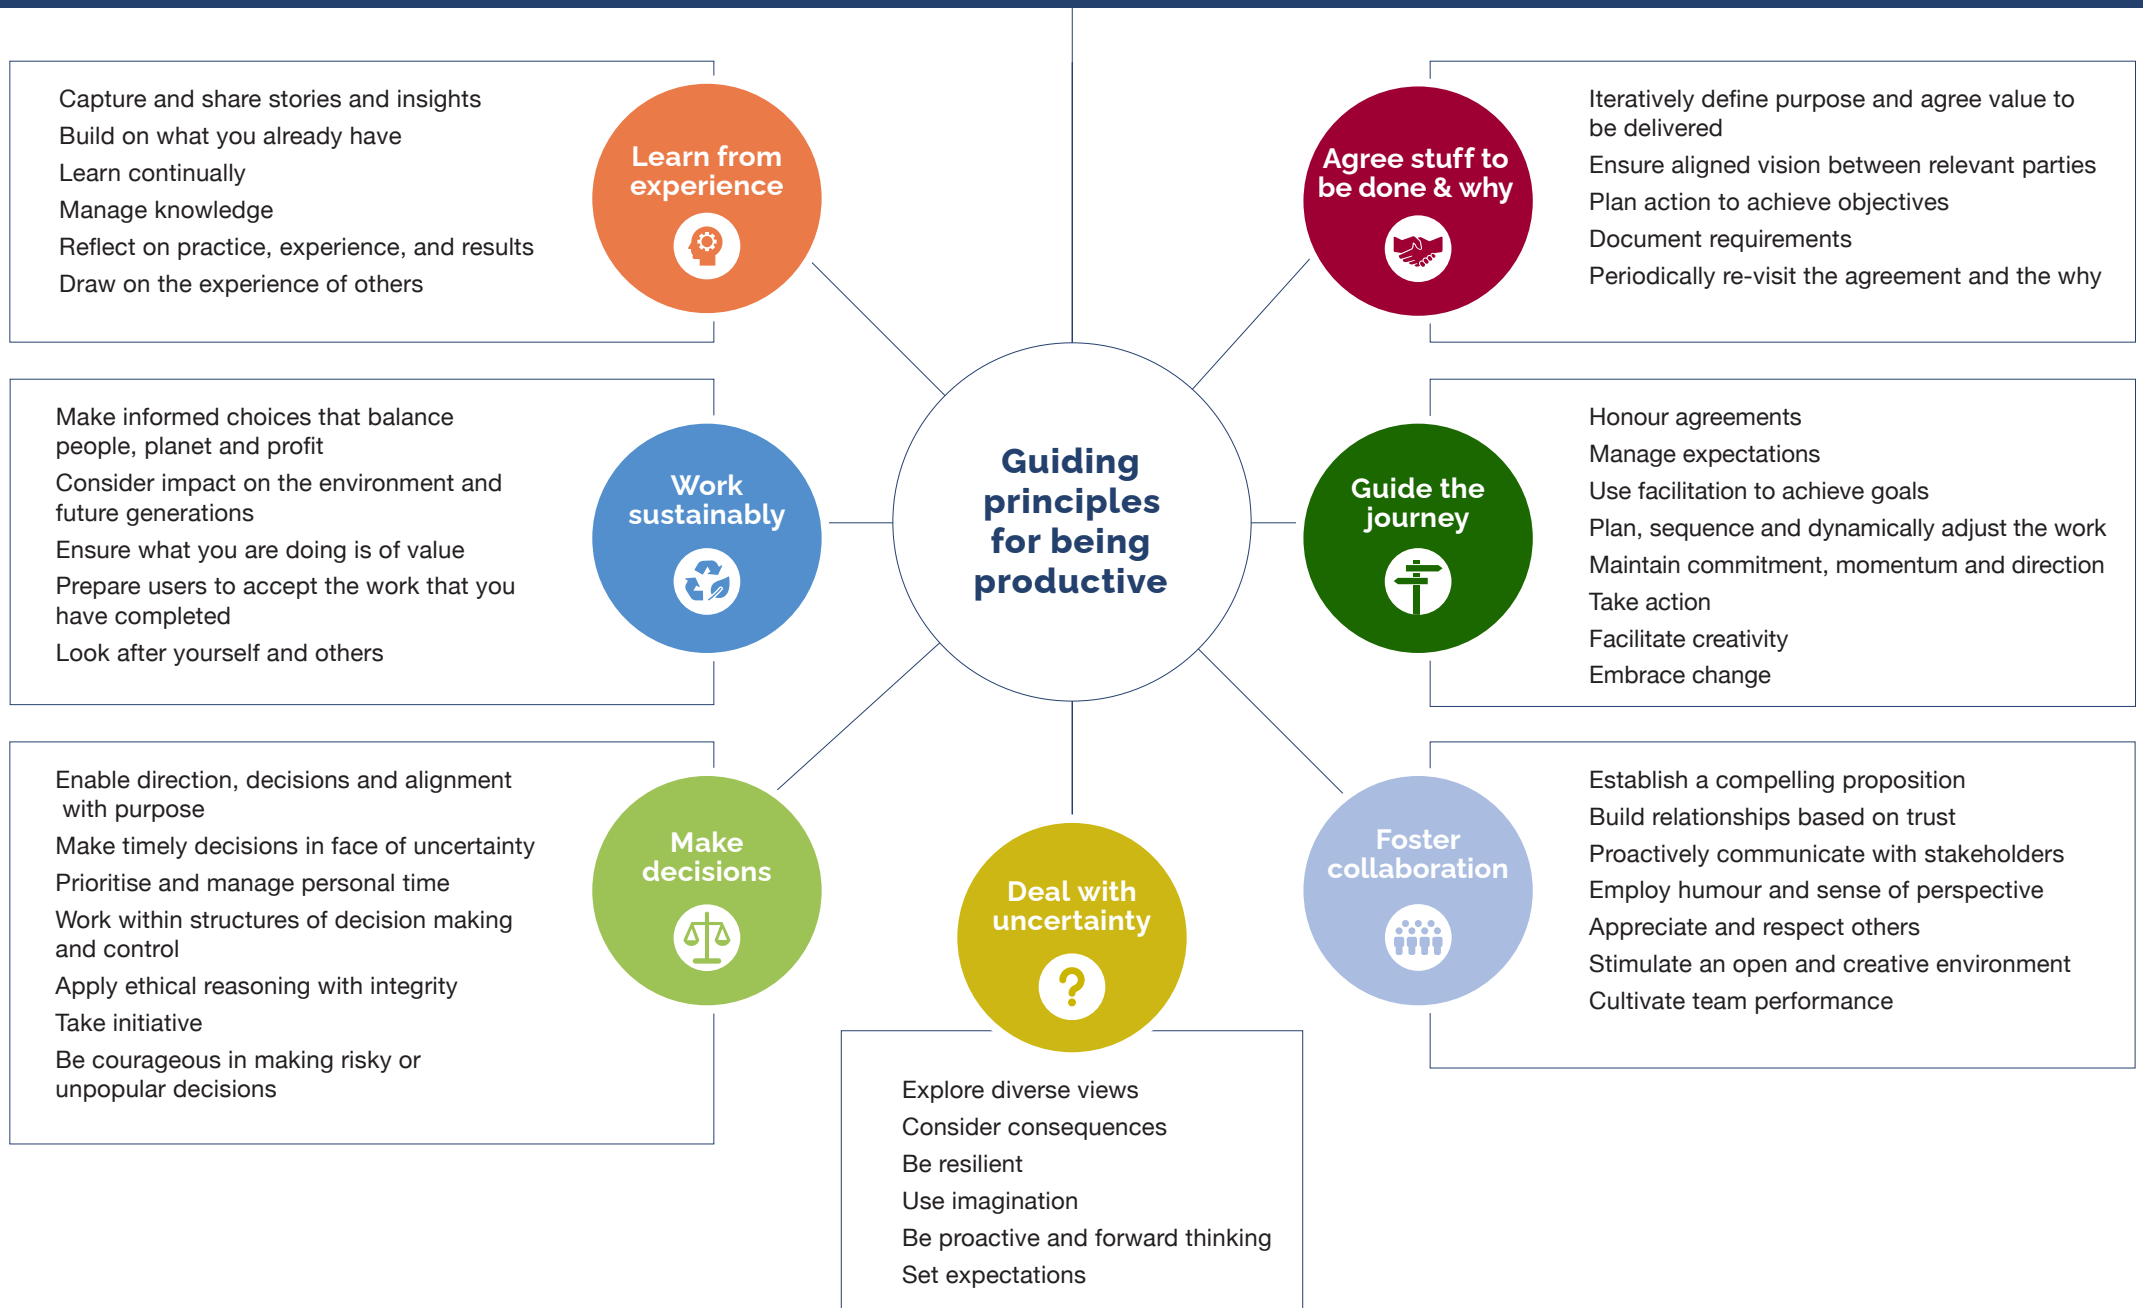 Capture and share stories and insights
Build on what you already have
Learn continually
Manage knowledge
Reflect on practice, experience, and results
Draw on the experience of others
Learn from
experience
Agree stuff to
be done & why
Iteratively define purpose and agree value to
be delivered
Ensure aligned vision between relevant parties
Plan action to achieve objectives
Document requirements
Periodically re-visit the agreement and the why
Make informed choices that balance
people, planet and profit
Consider impact on the environment and
future generations
Ensure what you are doing is of value
Prepare users to accept the work that you
have completed
Look after yourself and others
Work
sustainably
Guiding
principles
for being
productive
Guide the
journey
Honour agreements
Manage expectations
Use facilitation to achieve goals
Plan, sequence and dynamically adjust the work
Maintain commitment, momentum and direction
Take action
Facilitate creativity
Embrace change
Enable direction, decisions and alignment
with purpose
Make timely decisions in face of uncertainty
Prioritise and manage personal time
Work within structures of decision making
and control
Apply ethical reasoning with integrity
Take initiative
Be courageous in making risky or
unpopular decisions
Make
decisions
Deal with
uncertainty
?
Explore diverse views
Consider consequences
Be resilient
Use imagination
Be proactive and forward thinking
Set expectations
Foster
collaboration
Establish a compelling proposition
Build relationships based on trust
Proactively communicate with stakeholders
Employ humour and sense of perspective
Appreciate and respect others
Stimulate an open and creative environment
Cultivate team performance